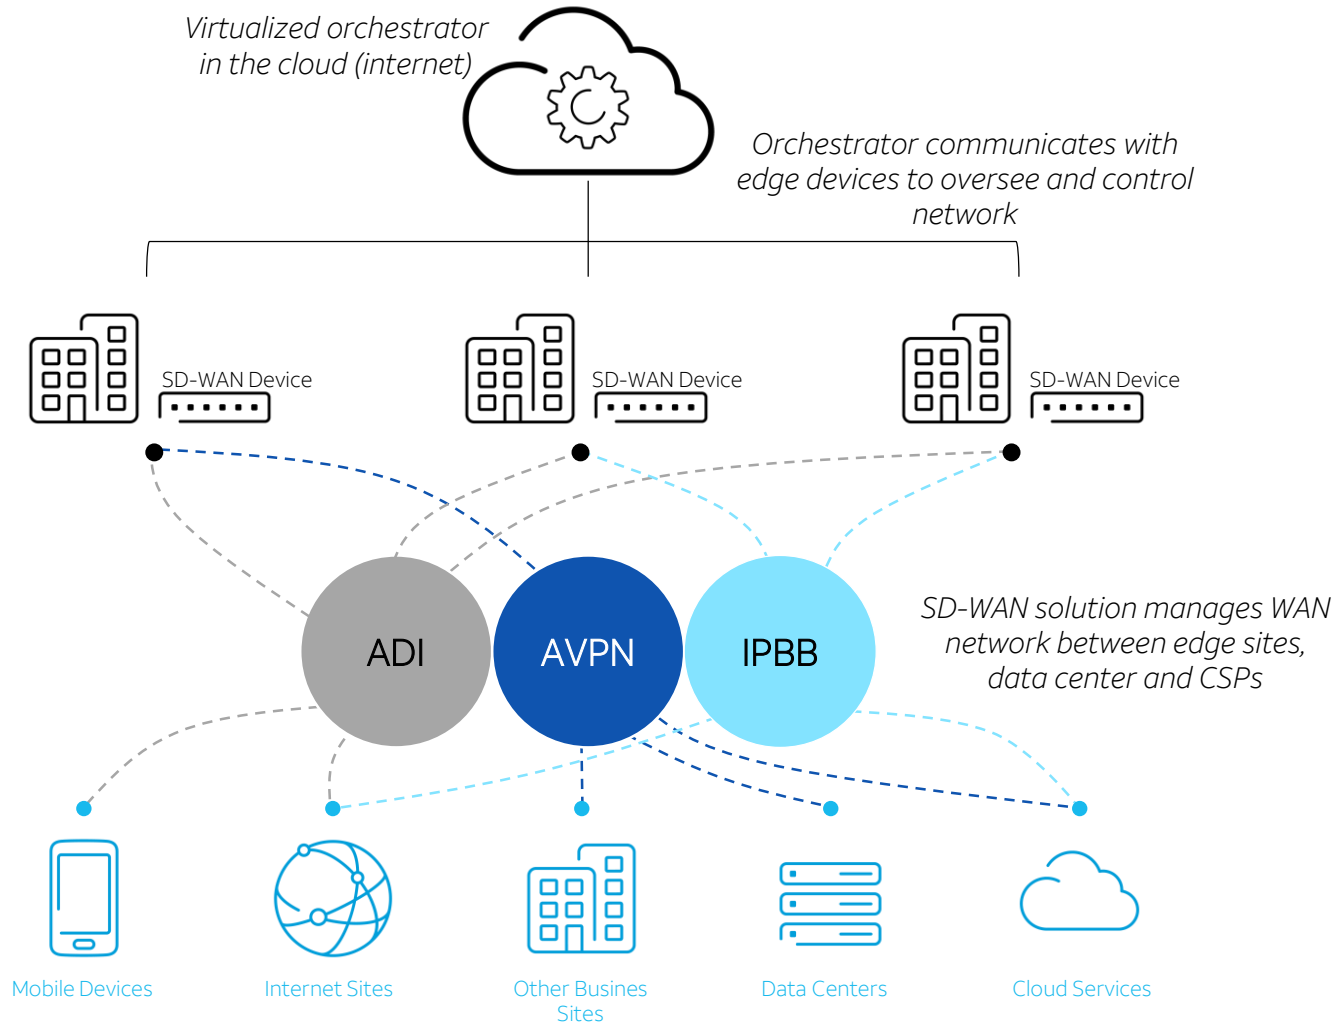 Virtualized orchestrator
in the cloud (internet)
Orchestrator communicates with
edge devices to oversee and control
network
SD-WAN Device
SD-WAN Device
SD-WAN Device
ADI
AVPN
IPBB
SD-WAN solution manages WAN
network between edge sites,
data center and CSPs
Mobile Devices
Internet Sites
Other Busines
Sites
Data Centers
Cloud Services